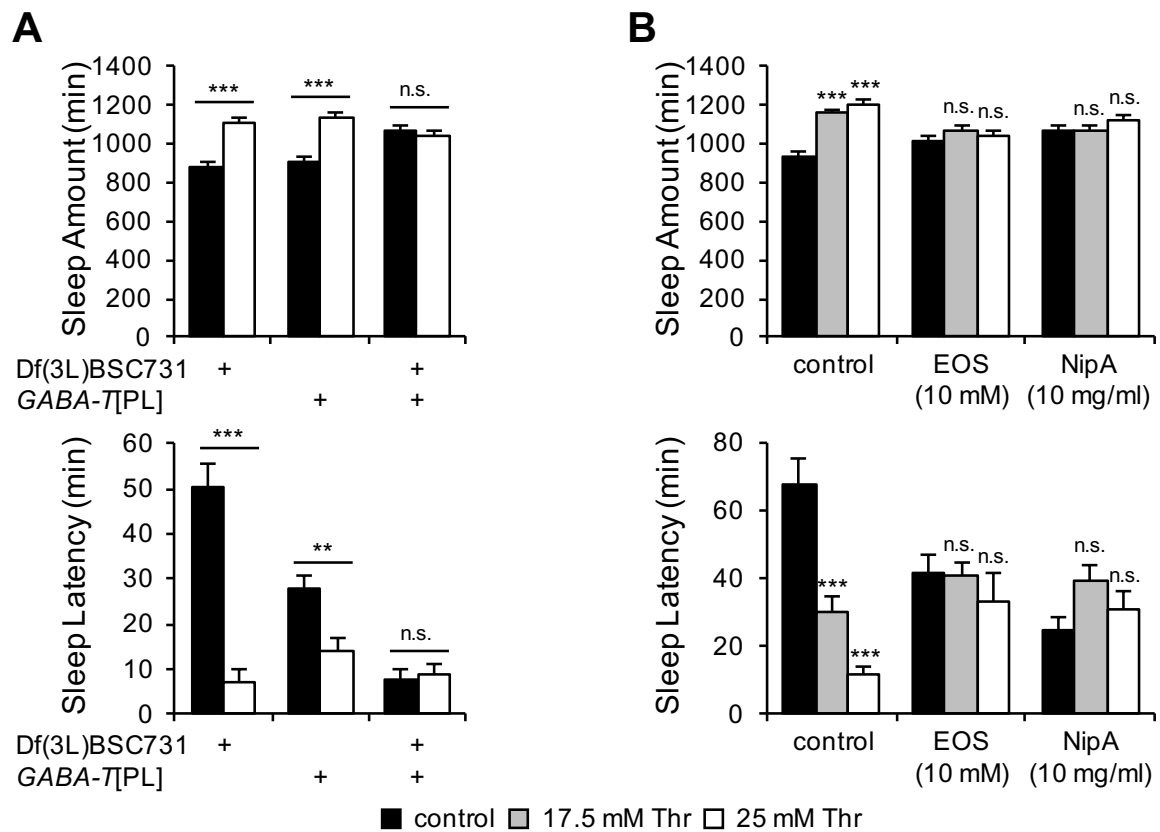 A
Sleep Amount (min)
1400
1200
1000
800
600
400
200
0
***
***
n.s.
Df(3L)BSC731 + +
GABA-T[PL] + +
Sleep Latency (min)
60
50
40
30
20
10
0
***
**
n.s.
Df(3L)BSC731 + +
GABA-T[PL] + +
B
Sleep Amount (min)
1400
1200
1000
800
600
400
200
0
*** *** n.s. n.s. n.s. n.s.
control EOS NipA
(10 mM) (10 mg/ml)
Sleep Latency (min)
80
60
40
20
0
*** *** n.s. n.s. n.s. n.s.
control EOS NipA
(10 mM) (10 mg/ml)
control 17.5 mM Thr 25 mM Thr